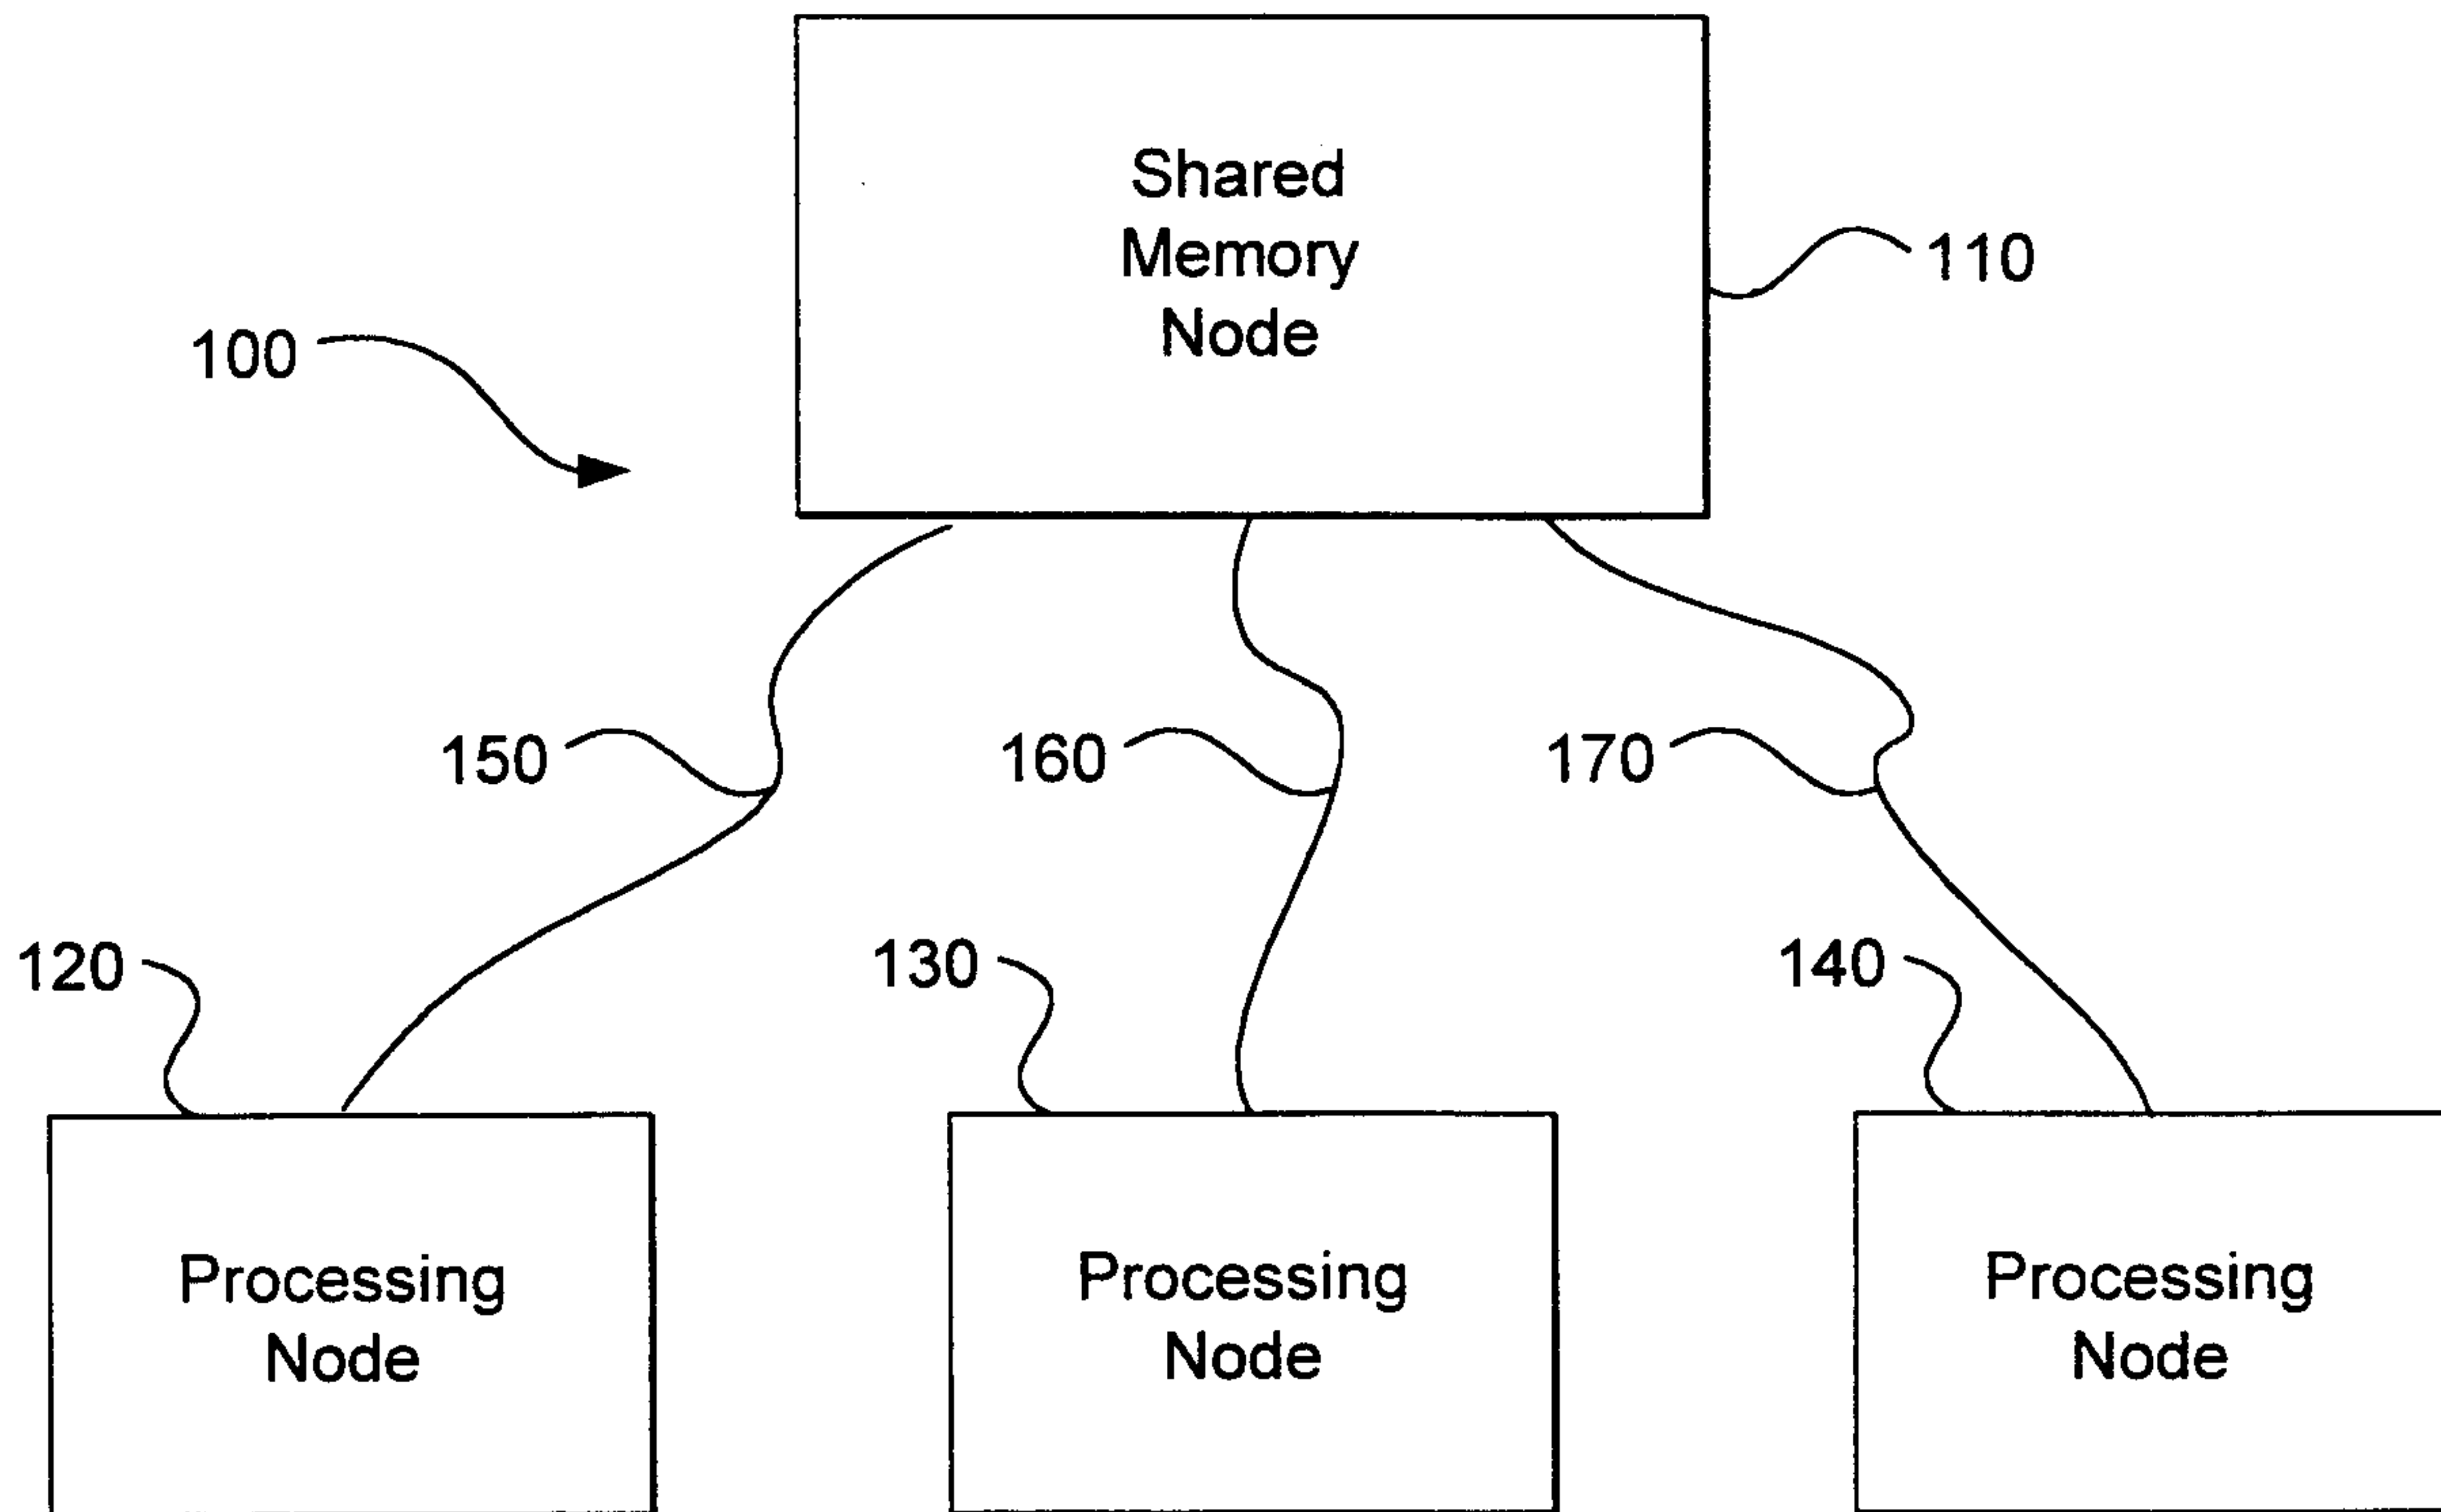 Shared
Memory
Node
110
100
150
160
170
120
130
140
Processing
Node
Processing
Node
Processing
Node